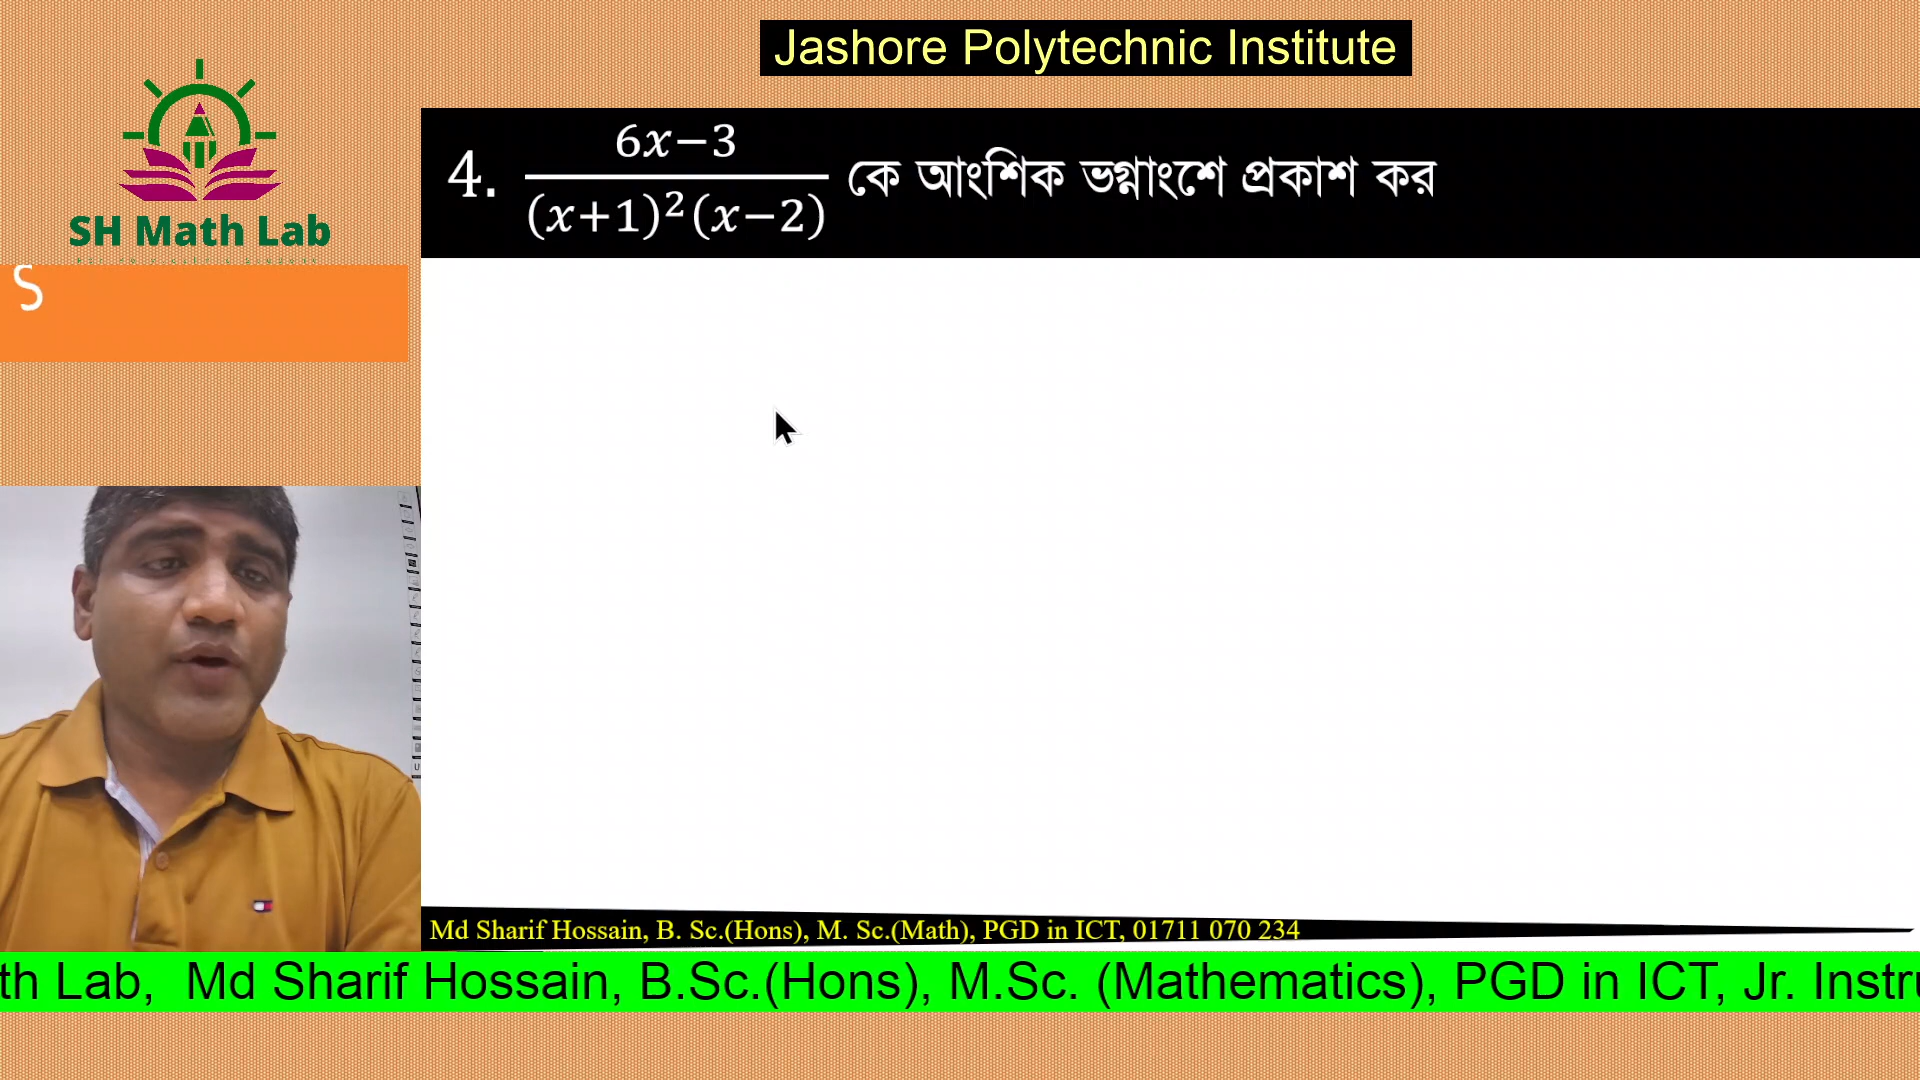 Jashore Polytechnic Institute
SH Math Lab
4. \frac{6x-3}{(x+1)^2(x-2)} কে আংশিক ভগ্নাংশে প্রকাশ কর
S
Md Sharif Hossain, B. Sc.(Hons), M. Sc.(Math), PGD in ICT, 01711 070 234
th Lab, Md Sharif Hossain, B.Sc.(Hons), M.Sc. (Mathematics), PGD in ICT, Jr. Instru